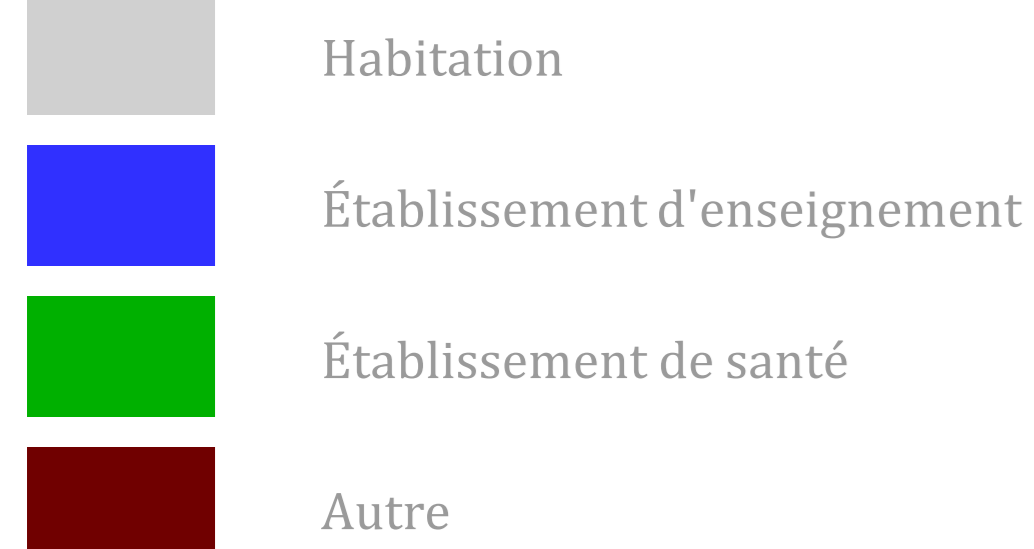 Habitation
Établissement d'enseignement
Établissement de santé
Autre